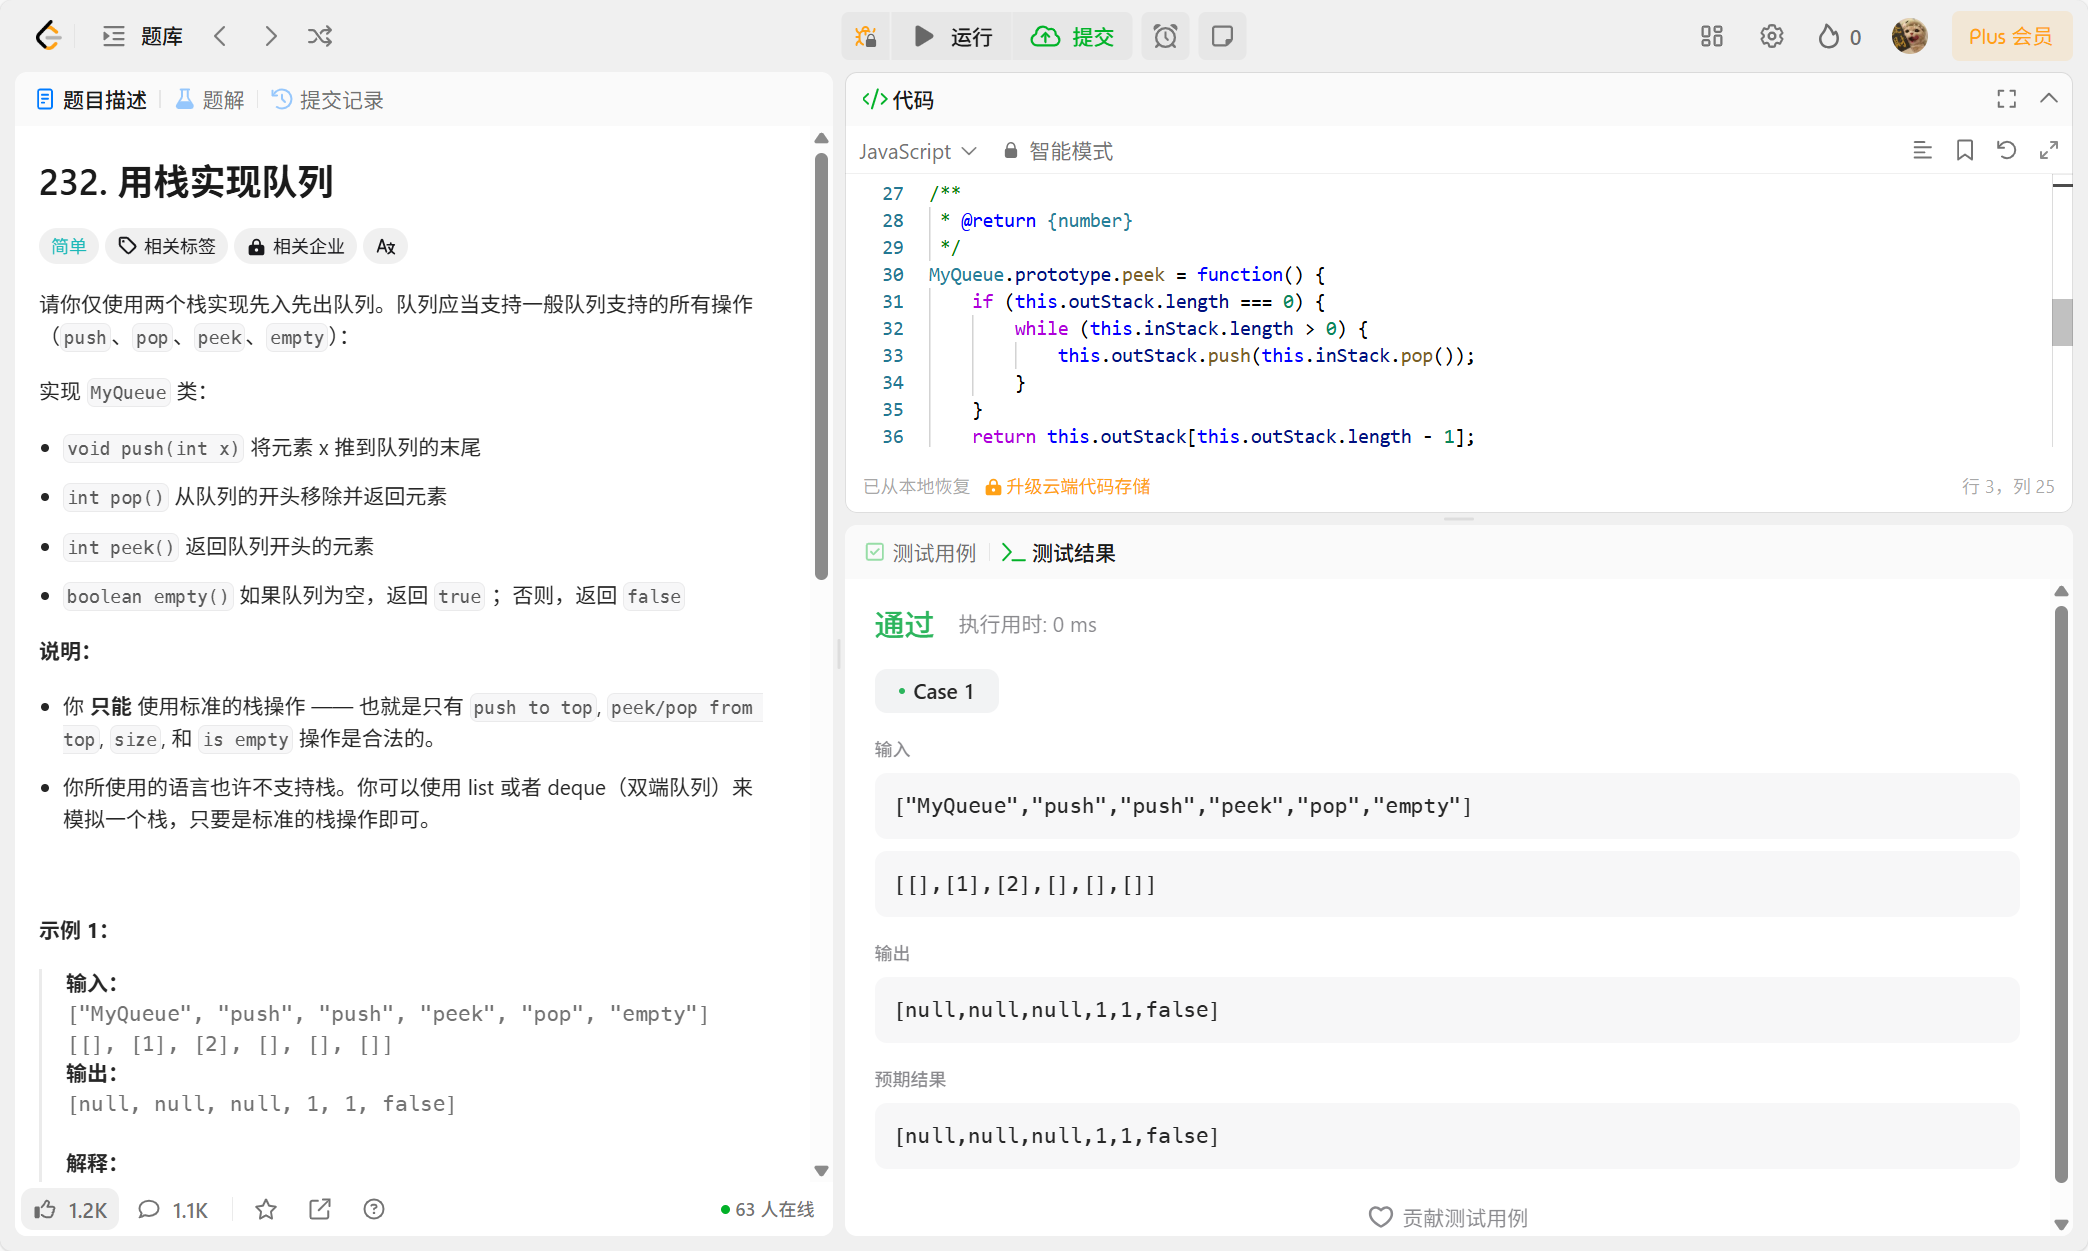 题库
运行
提交
0
Plus 会员
题目描述
题解
提交记录
232. 用栈实现队列
简单
相关标签
相关企业
请你仅使用两个栈实现先入先出队列。队列应当支持一般队列支持的所有操作
（push、pop、peek、empty）：
实现 MyQueue 类：
void push(int x) 将元素 x 推到队列的末尾
int pop() 从队列的开头移除并返回元素
int peek() 返回队列开头的元素
boolean empty() 如果队列为空，返回 true ；否则，返回 false
说明：
你 只能 使用标准的栈操作 —— 也就是只有 push to top, peek/pop from
top, size, 和 is empty 操作是合法的。
你所使用的语言也许不支持栈。你可以使用 list 或者 deque（双端队列）来
模拟一个栈，只要是标准的栈操作即可。
示例 1：
输入：
["MyQueue", "push", "push", "peek", "pop", "empty"]
[[], [1], [2], [], [], []]
输出：
[null, null, null, 1, 1, false]
解释：
1.2K
1.1K
63 人在线
</> 代码
JavaScript
智能模式
27 /**
28 * @return {number}
29 */
30 MyQueue.prototype.peek = function() {
31 if (this.outStack.length === 0) {
32 while (this.inStack.length > 0) {
33 this.outStack.push(this.inStack.pop());
34 }
35 }
36 return this.outStack[this.outStack.length - 1];
已从本地恢复
升级云端代码存储
行 3，列 25
测试用例
测试结果
通过
执行用时: 0 ms
Case 1
输入
["MyQueue","push","push","peek","pop","empty"]
[[],[1],[2],[],[],[]]
输出
[null,null,null,1,1,false]
预期结果
[null,null,null,1,1,false]
贡献测试用例